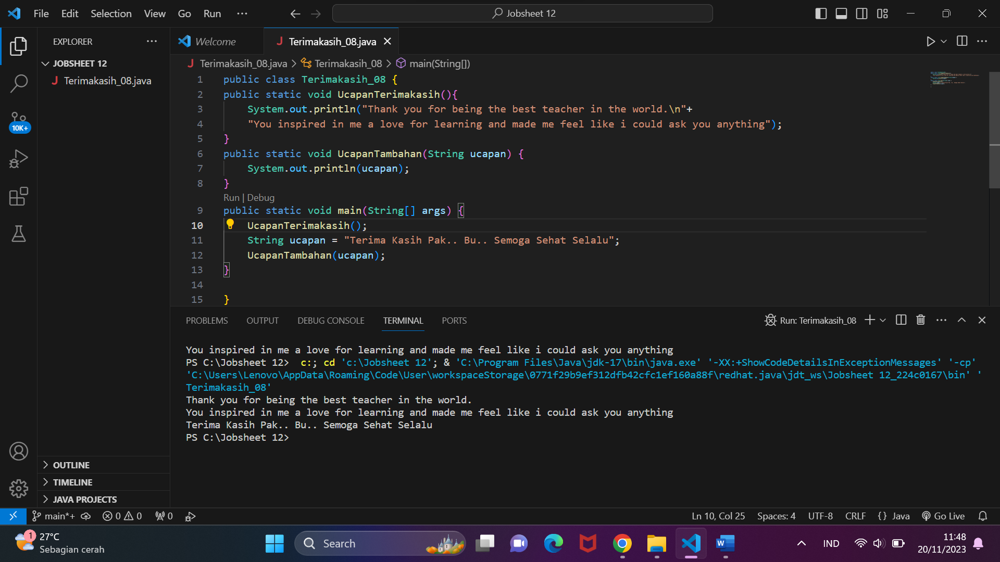 File Edit Selection View Go Run ··· Jobsheet 12
EXPLORER ···
Welcome Terimakasih_08.java
JOBSHEET 12
Terimakasih_08.java
Terimakasih_08.java > Terimakasih_08 > main(String[])
1 public class Terimakasih_08 {
2 public static void UcapanTerimakasih(){
3 System.out.println("Thank you for being the best teacher in the world.\n"+
4 "You inspired in me a love for learning and made me feel like i could ask you anything");
5 }
6 public static void UcapanTambahan(String ucapan) {
7 System.out.println(ucapan);
8 }
Run | Debug
9 public static void main(String[] args) {
10 UcapanTerimakasih();
11 String ucapan = "Terima Kasih Pak.. Bu.. Semoga Sehat Selalu";
12 UcapanTambahan(ucapan);
13 }
14
15 }
10K+
PROBLEMS OUTPUT DEBUG CONSOLE TERMINAL PORTS Run: Terimakasih_08
You inspired in me a love for learning and made me feel like i could ask you anything
PS C:\Jobsheet 12> c:; cd 'c:\Jobsheet 12'; & 'C:\Program Files\Java\jdk-17\bin\java.exe' '-XX:+ShowCodeDetailsInExceptionMessages' '-cp'
'C:\Users\Lenovo\AppData\Roaming\Code\User\workspaceStorage\0771f29b9ef312dfb42cfc1ef160a88f\redhat.java\jdt_ws\Jobsheet 12_224c0167\bin' '
Terimakasih_08'
Thank you for being the best teacher in the world.
You inspired in me a love for learning and made me feel like i could ask you anything
Terima Kasih Pak.. Bu.. Semoga Sehat Selalu
PS C:\Jobsheet 12>
OUTLINE
TIMELINE
JAVA PROJECTS
main*+ 0 0 0 Ln 10, Col 25 Spaces: 4 UTF-8 CRLF {} Java Go Live
1 27°C
Sebagian cerah
Search
IND
11:48
20/11/2023